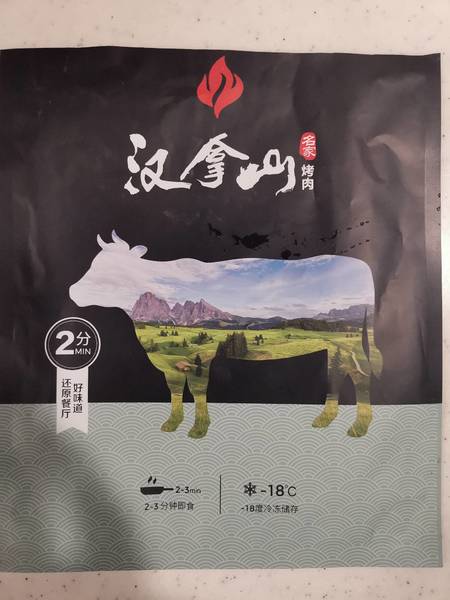 汉拿山
名家
烤肉
2分
MIN
还原餐厅
好味道
2-3min
2-3分钟即食
-18°C
-18度冷冻储存